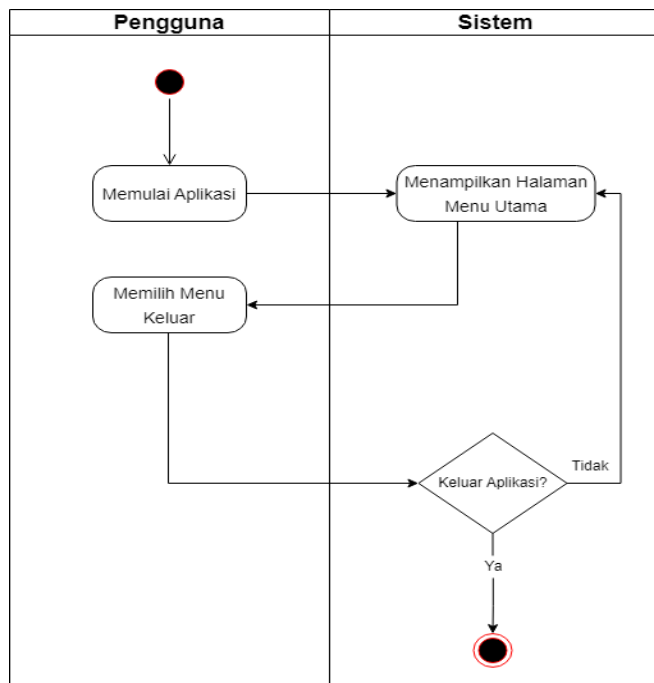 Pengguna
Sistem
Memulai Aplikasi
Menampilkan Halaman
Menu Utama
Memilih Menu
Keluar
Keluar Aplikasi?
Tidak
Ya